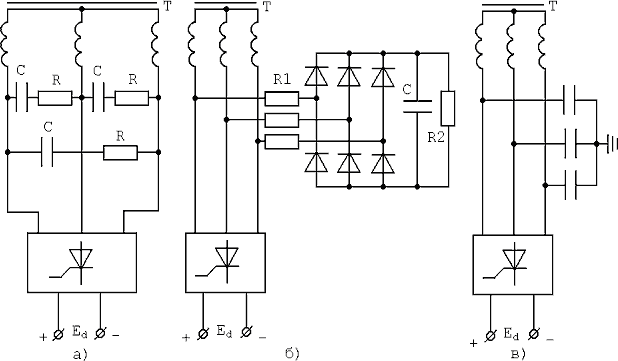 T T T
C R C R
C R
R1
C
R2
+ Ed - + Ed - + Ed -
а) б) в)